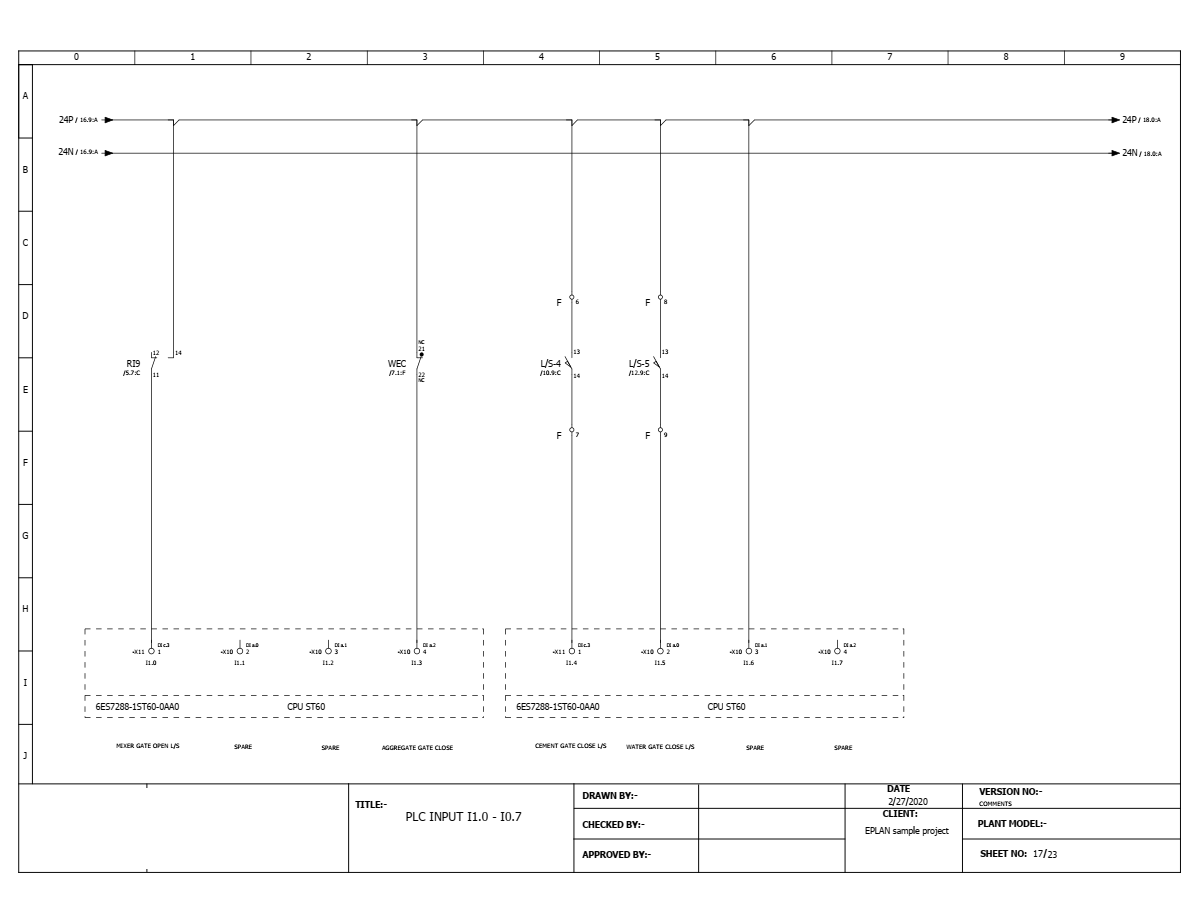 0 1 2 3 4 5 6 7 8 9
A
24P / 16.9:A 24P / 18.0:A
24N / 16.9:A 24N / 18.0:A
B
C
D
F 6 F 8
NC
21
12 14 13 13
RI9 WEC L/S-4 L/S-5
/5.7:C /7.1:F /10.9:C /12.9:C
11 22 14 14
NC
E
F 7 F 9
F
G
H
DI c.3 DI a.0 DI a.1 DI a.2 DI c.3 DI a.0 DI a.1 DI a.2
-X11 1 -X10 2 -X10 3 -X10 4 -X11 1 -X10 2 -X10 3 -X10 4
I1.0 I1.1 I1.2 I1.3 I1.4 I1.5 I1.6 I1.7
I
6ES7288-1ST60-0AA0 CPU ST60 6ES7288-1ST60-0AA0 CPU ST60
MIXER GATE OPEN L/S SPARE SPARE AGGREGATE GATE CLOSE CEMENT GATE CLOSE L/S WATER GATE CLOSE L/S SPARE SPARE
J
TITLE:-
PLC INPUT I1.0 - I0.7
DRAWN BY:-
CHECKED BY:-
APPROVED BY:-
DATE
2/27/2020
CLIENT:
EPLAN sample project
VERSION NO:-
COMMENTS
PLANT MODEL:-
SHEET NO: 17/23